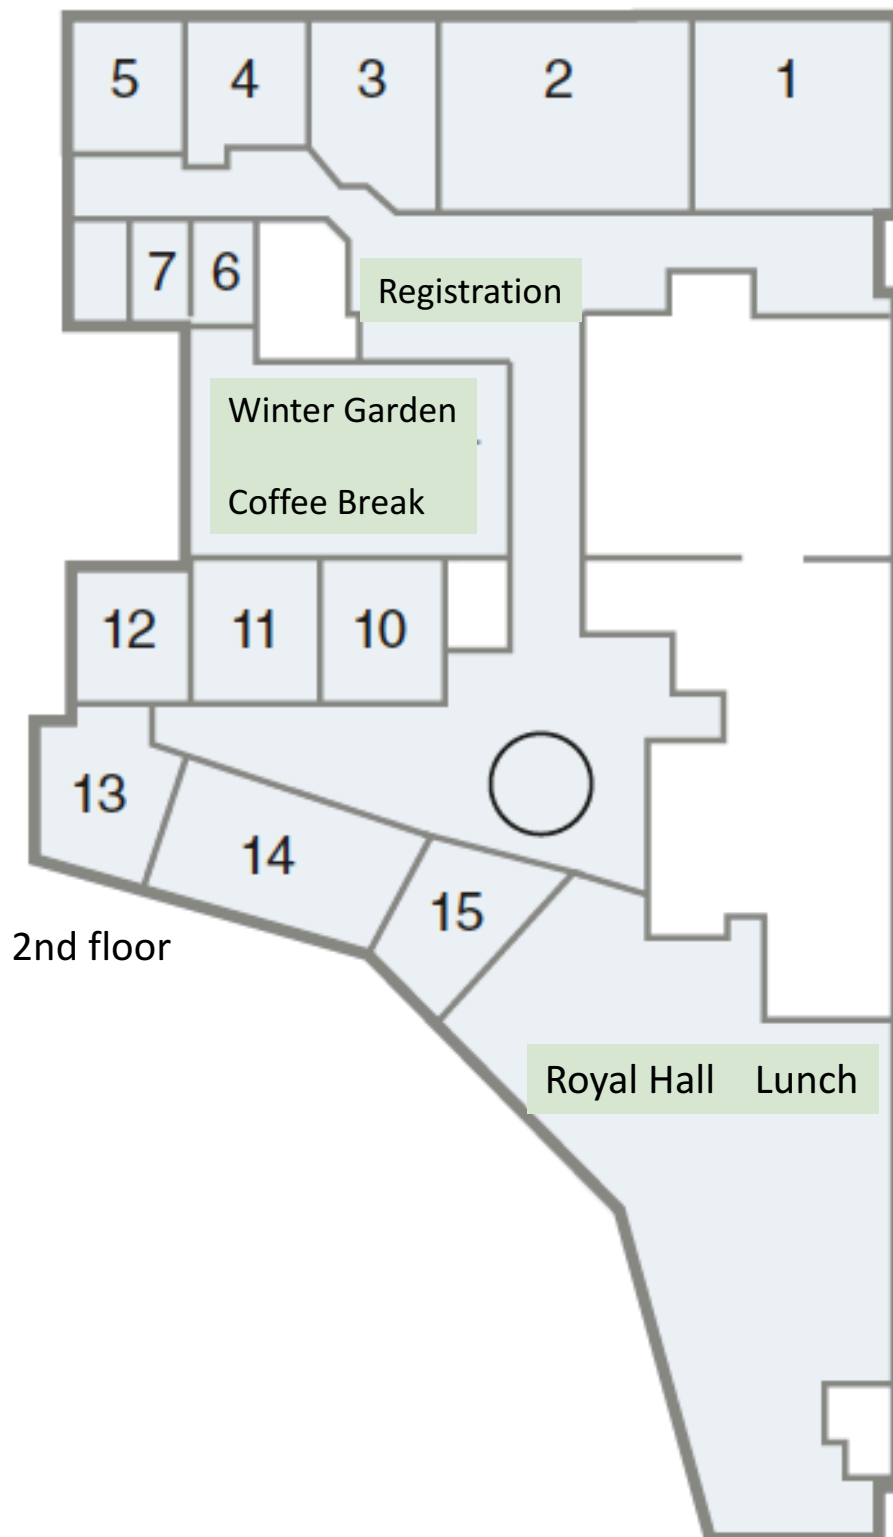 5 4 3 2 1
7 6
Registration
Winter Garden
Coffee Break
12 11 10
13
14
15
2nd floor
Royal Hall Lunch